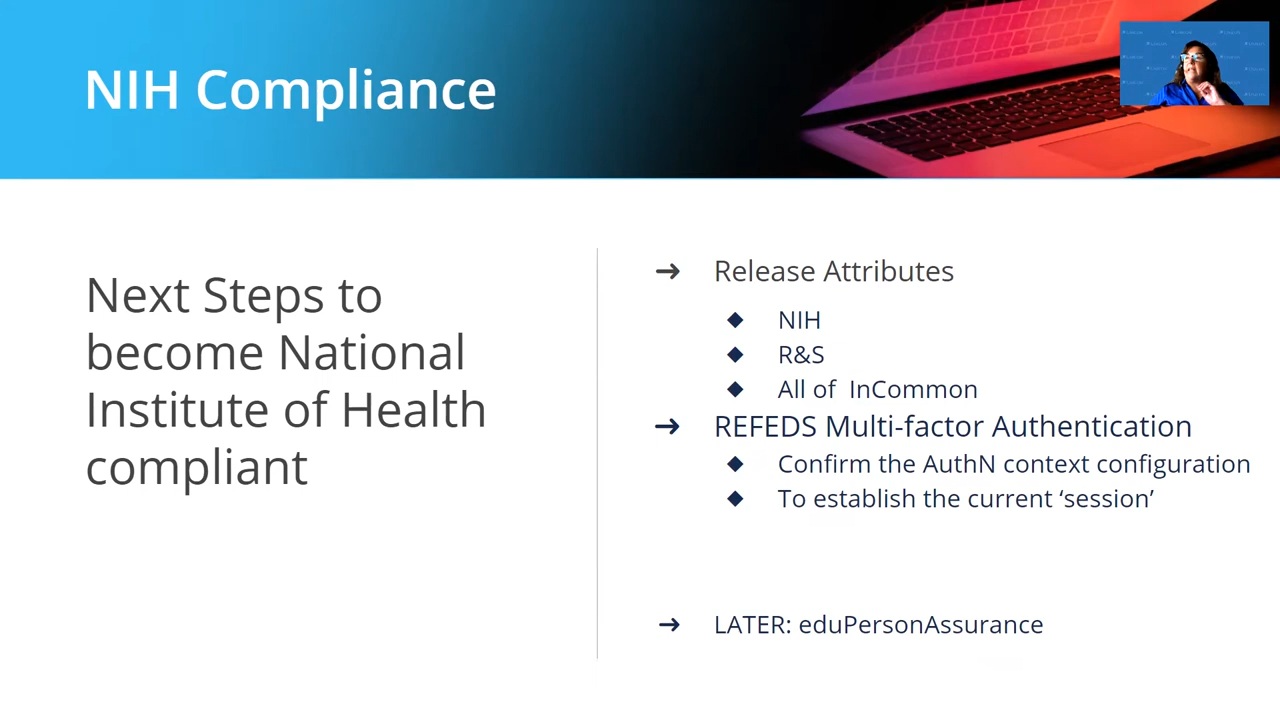 NIH Compliance
Next Steps to
become National
Institute of Health
compliant
➔ Release Attributes
◆ NIH
◆ R&S
◆ All of InCommon
➔ REFEDS Multi-factor Authentication
◆ Confirm the AuthN context configuration
◆ To establish the current ‘session’
➔ LATER: eduPersonAssurance